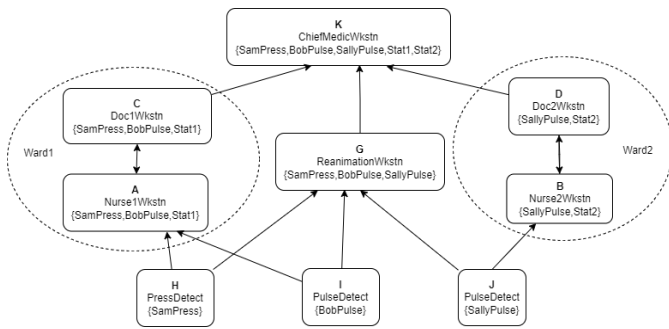 K
ChiefMedicWkstn
{SamPress,BobPulse,SallyPulse,Stat1,Stat2}
C
Doc1Wkstn
{SamPress,BobPulse,Stat1}
D
Doc2Wkstn
{SallyPulse,Stat2}
Ward1
G
ReanimationWkstn
{SamPress,BobPulse,SallyPulse}
Ward2
A
Nurse1Wkstn
{SamPress,BobPulse,Stat1}
B
Nurse2Wkstn
{SallyPulse,Stat2}
H
PressDetect
{SamPress}
I
PulseDetect
{BobPulse}
J
PulseDetect
{SallyPulse}